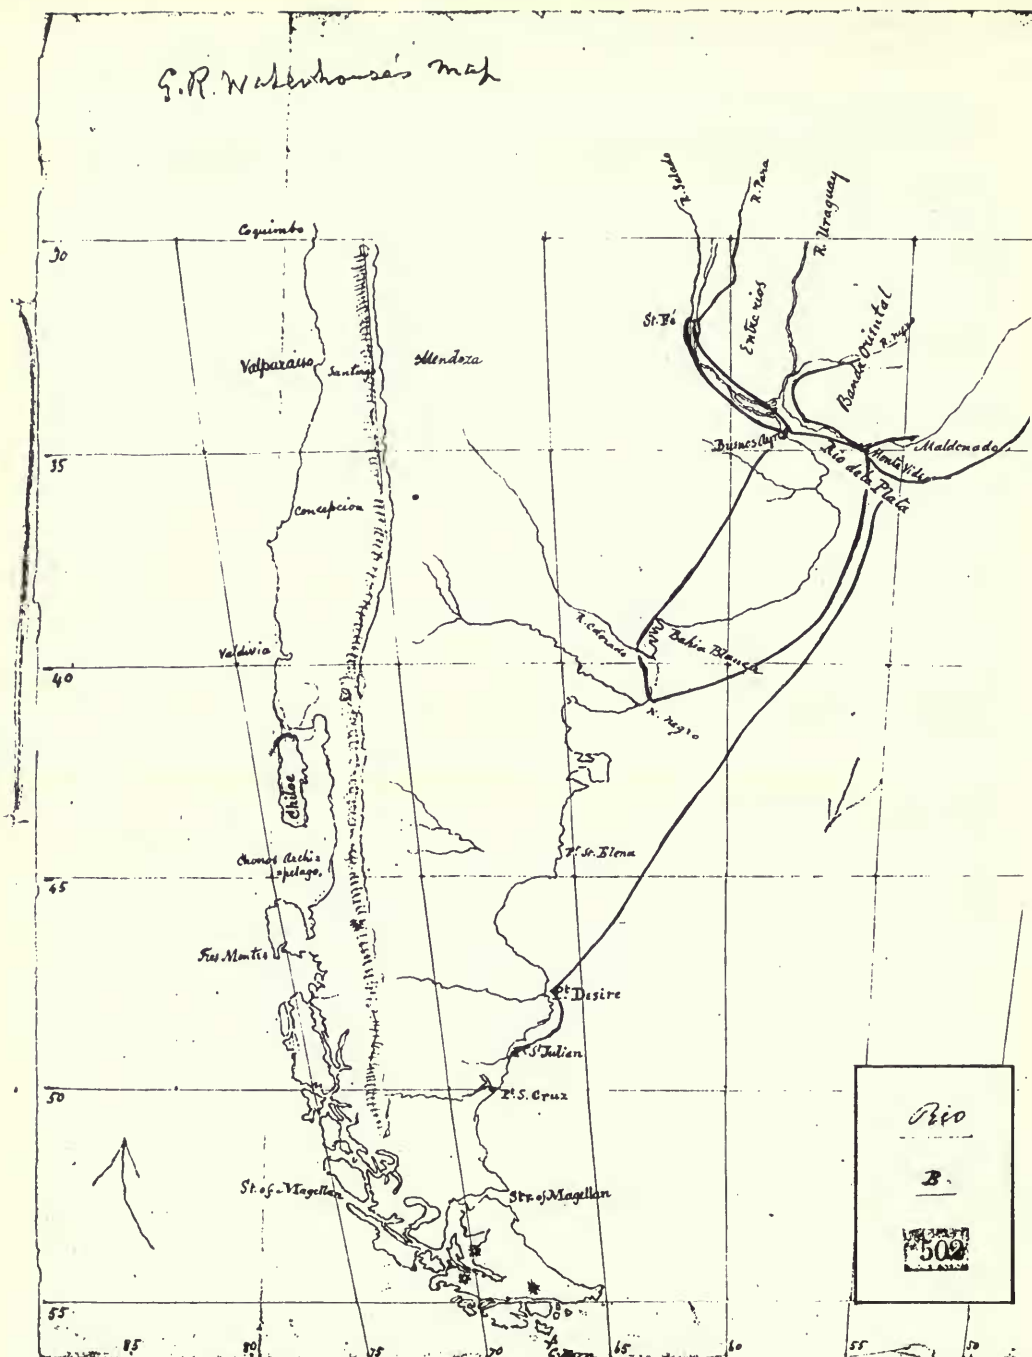 G.R. Waterhouse's map
R. Salado
R. Para
R. Uraguay
Coquimbo
30
Entre rios
Banda Oriental
R. Negro
St. Fé
Valparaiso
Santiago
Mendoza
Buenos Ayres
Maldonado
Monte Video
35
Rio de la Plata
Concepcion
R. Colorado
Bahia Blanca
Valdivia
40
R. Negro
Chiloe
Pt. St. Elena
Chonos Archi=
=pelago.
45
Tres Montes
Pt. Desire
Pt. St. Julian
50
Pt. S. Cruz
Rio
B.
St. of Magellan
Str. of Magellan
502
55
85
80
75
70
65
60
55
50